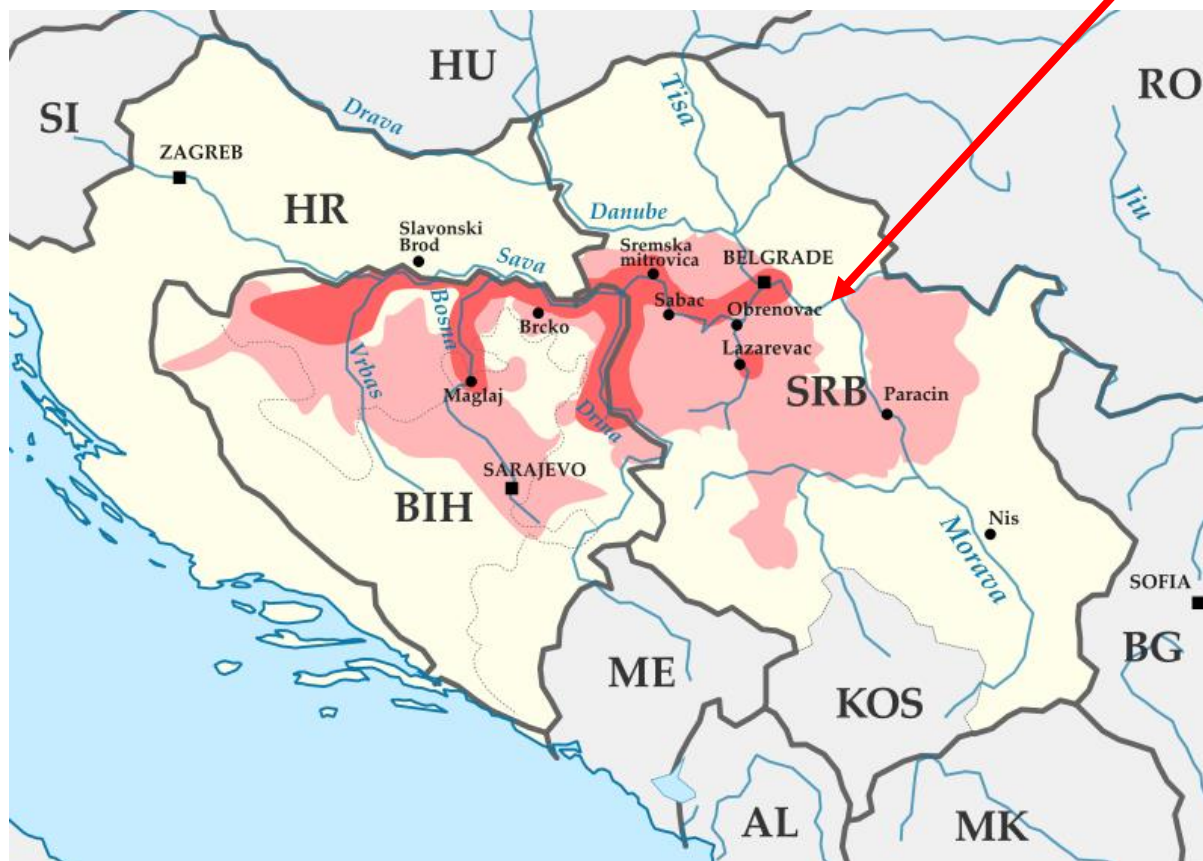 HU
RO
SI
Drava
Tisa
ZAGREB
Jiu
HR
Danube
Slavonski
Brod
Sremska
mitrovica
BELGRADE
Sava
Sabac
Obrenovac
Bosna
Brcko
Lazarevac
Vrbas
Maglaj
SRB
Paracin
Drina
SARAJEVO
BIH
Nis
Morava
SOFIA
BG
ME
KOS
AL
MK